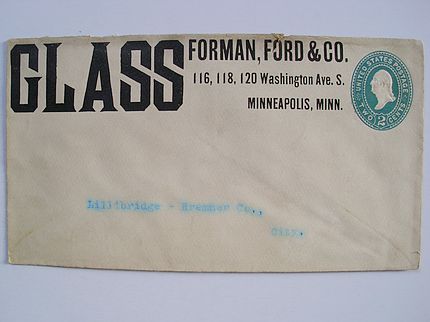 GLASS
FORMAN, FORD & CO.
116, 118, 120 Washington Ave. S.
MINNEAPOLIS, MINN.
UNITED STATES POSTAGE
TWO 2 CENTS
Lillibridge - Bremner Co.,
City.